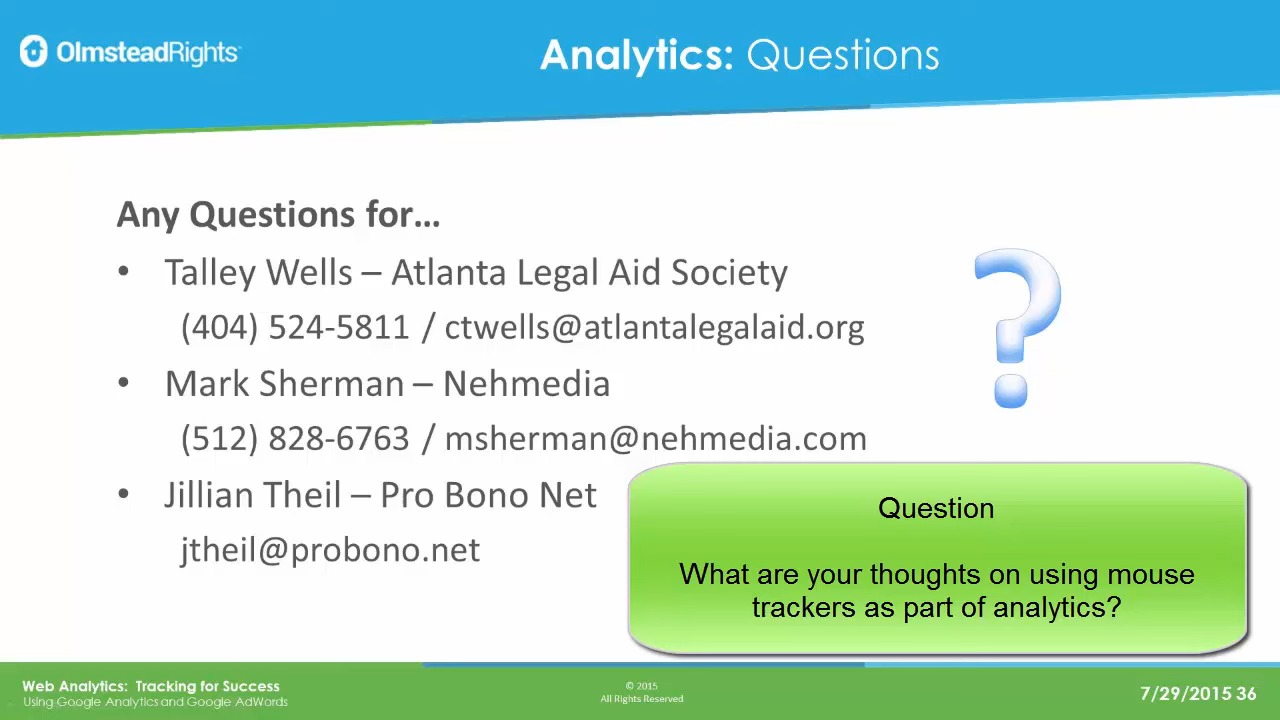 OlmsteadRights
Analytics: Questions
Any Questions for…
• Talley Wells – Atlanta Legal Aid Society
(404) 524-5811 / ctwells@atlantalegalaid.org
• Mark Sherman – Nehmedia
(512) 828-6763 / msherman@nehmedia.com
• Jillian Theil – Pro Bono Net
jtheil@probono.net
?
Question
What are your thoughts on using mouse
trackers as part of analytics?
Web Analytics: Tracking for Success
Using Google Analytics and Google AdWords
© 2015
All Rights Reserved
7/29/2015 36